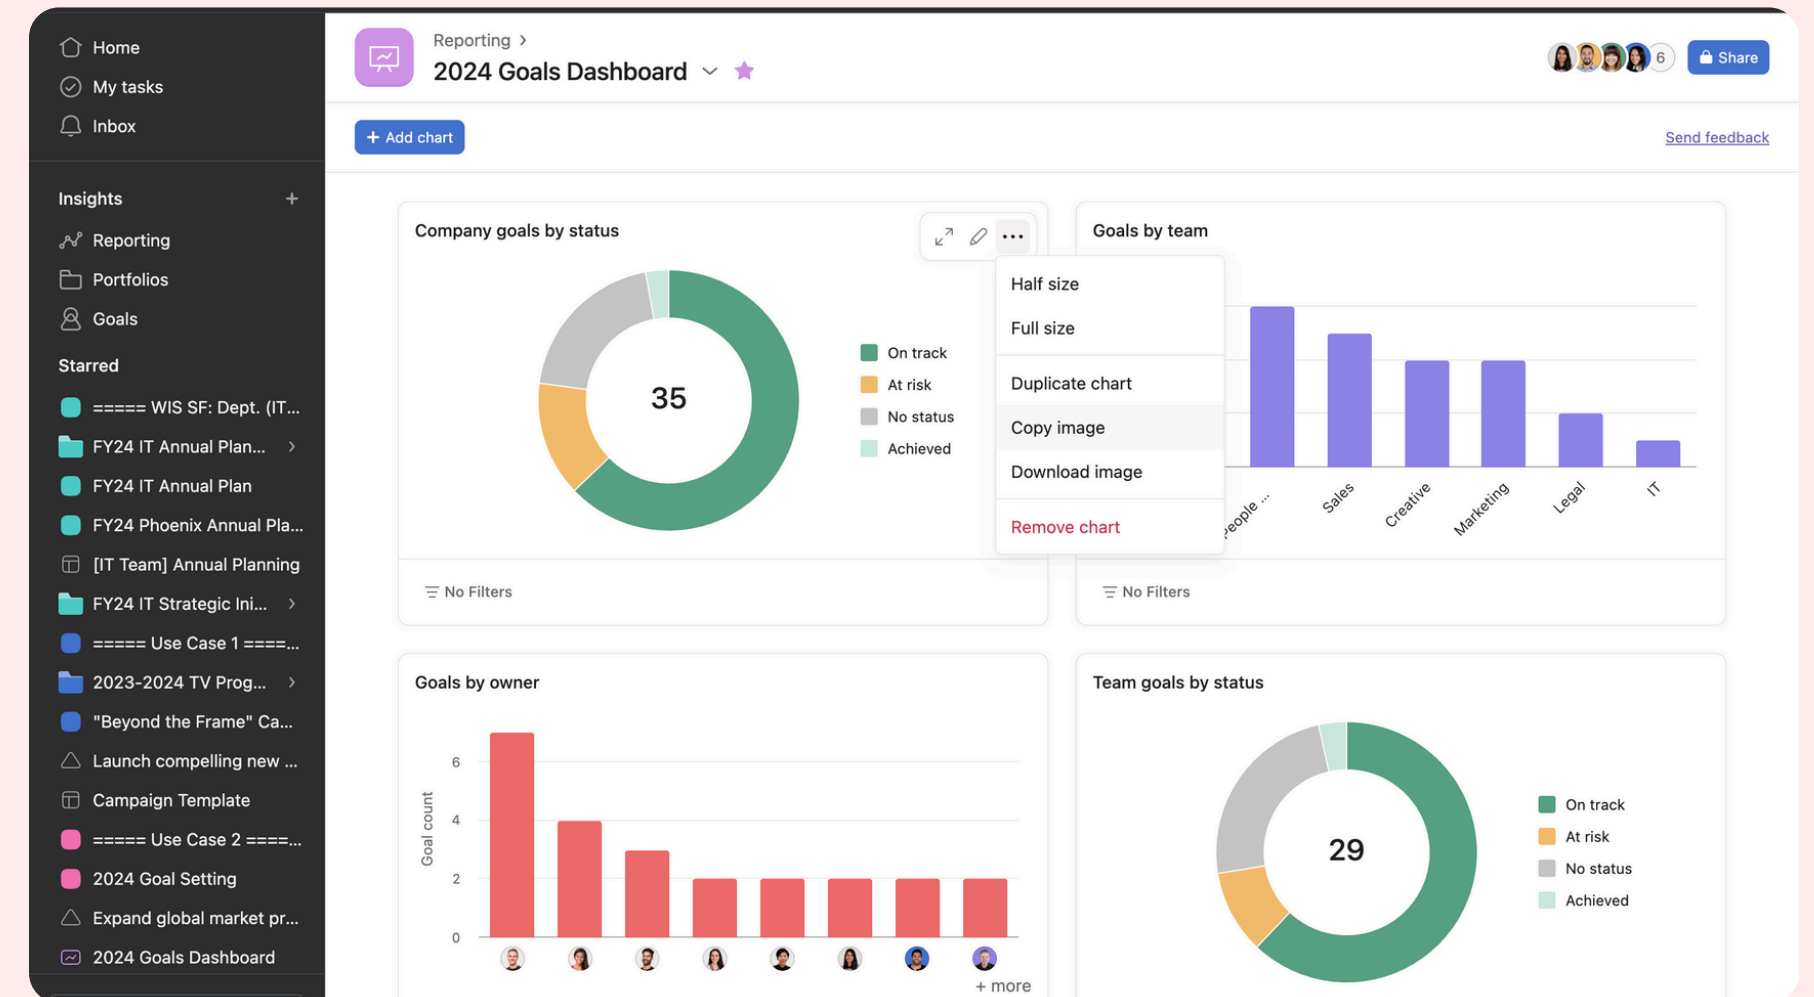 Home
My tasks
Inbox
Insights
Reporting
Portfolios
Goals
Starred
===== WIS SF: Dept. (IT...
FY24 IT Annual Plan...
FY24 IT Annual Plan
FY24 Phoenix Annual Pla...
[IT Team] Annual Planning
FY24 IT Strategic Ini...
===== Use Case 1 ====...
2023-2024 TV Prog...
"Beyond the Frame" Ca...
Launch compelling new ...
Campaign Template
===== Use Case 2 ====...
2024 Goal Setting
Expand global market pr...
2024 Goals Dashboard
Reporting
2024 Goals Dashboard
6
Share
+ Add chart
Send feedback
Company goals by status
35
On track
At risk
No status
Achieved
No Filters
Half size
Full size
Duplicate chart
Copy image
Download image
Remove chart
Goals by team
People ...
Sales
Creative
Marketing
Legal
IT
No Filters
Goals by owner
Goal count
6
4
2
0
+ more
Team goals by status
29
On track
At risk
No status
Achieved